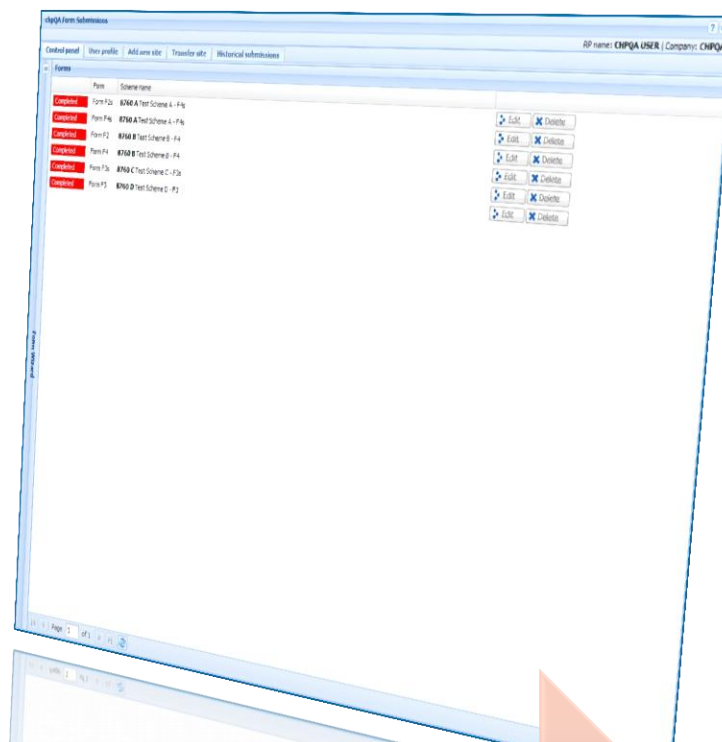 chpQA Form Submissions
?
RP name: CHPQA USER | Company: CHPQA
Control panel User profile Add new site Transfer site Historical submissions
Forms
Form Scheme name
Completed Form F2s 8760 A Test Scheme A - F4s Edit Delete
Completed Form F4s 8760 A Test Scheme A - F4s Edit Delete
Completed Form F2 8760 B Test Scheme B - F4 Edit Delete
Completed Form F4 8760 B Test Scheme B - F4 Edit Delete
Completed Form F3s 8760 C Test Scheme C - F3s Edit Delete
Completed Form F3 8760 D Test Scheme D - F3 Edit Delete
Form Wizard
Page 1 of 1